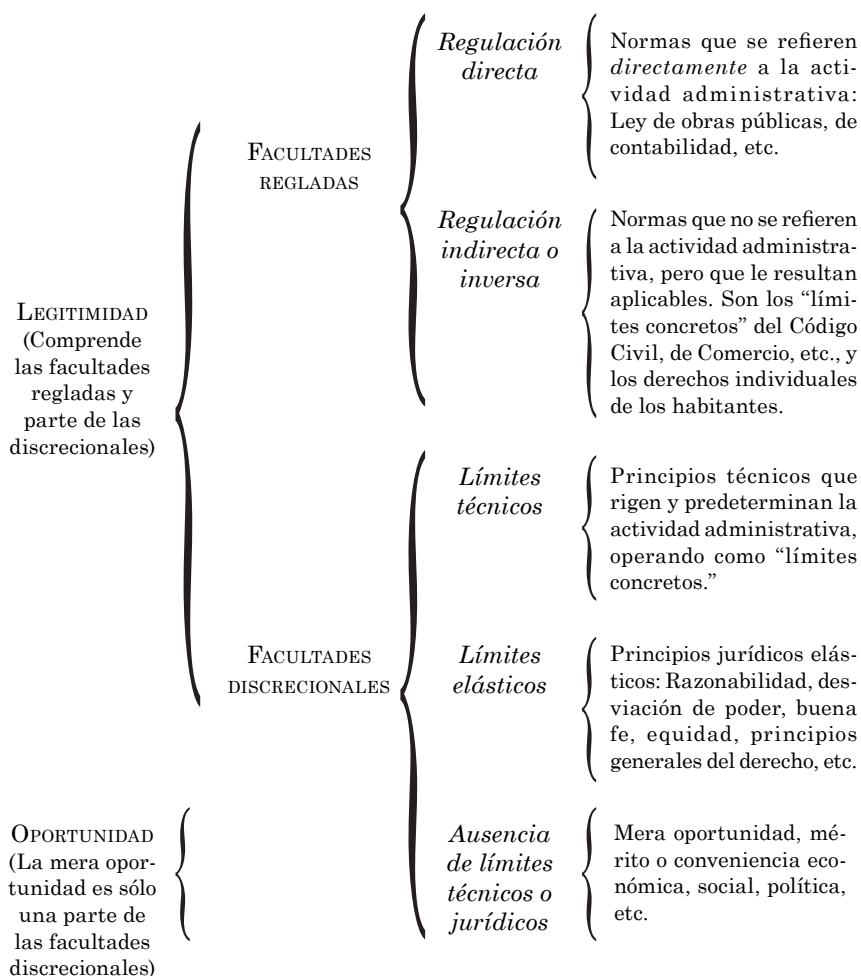 LEGITIMIDAD
(Comprende
las facultades
regladas y
parte de las
discrecionales)
FACULTADES
REGLADAS
Regulación
directa
Normas que se refieren
directamente a la acti-
vidad administrativa:
Ley de obras públicas, de
contabilidad, etc.
Regulación
indirecta o
inversa
Normas que no se refieren
a la actividad administra-
tiva, pero que le resultan
aplicables. Son los “lími-
tes concretos” del Código
Civil, de Comercio, etc., y
los derechos individuales
de los habitantes.
FACULTADES
DISCRECIONALES
Límites
técnicos
Principios técnicos que
rigen y predeterminan la
actividad administrativa,
operando como “límites
concretos.”
Límites
elásticos
Principios jurídicos elás-
ticos: Razonabilidad, des-
viación de poder, buena
fe, equidad, principios
generales del derecho, etc.
OPORTUNIDAD
(La mera opor-
tunidad es sólo
una parte de
las facultades
discrecionales)
Ausencia
de límites
técnicos o
jurídicos
Mera oportunidad, mé-
rito o conveniencia eco-
nómica, social, política,
etc.